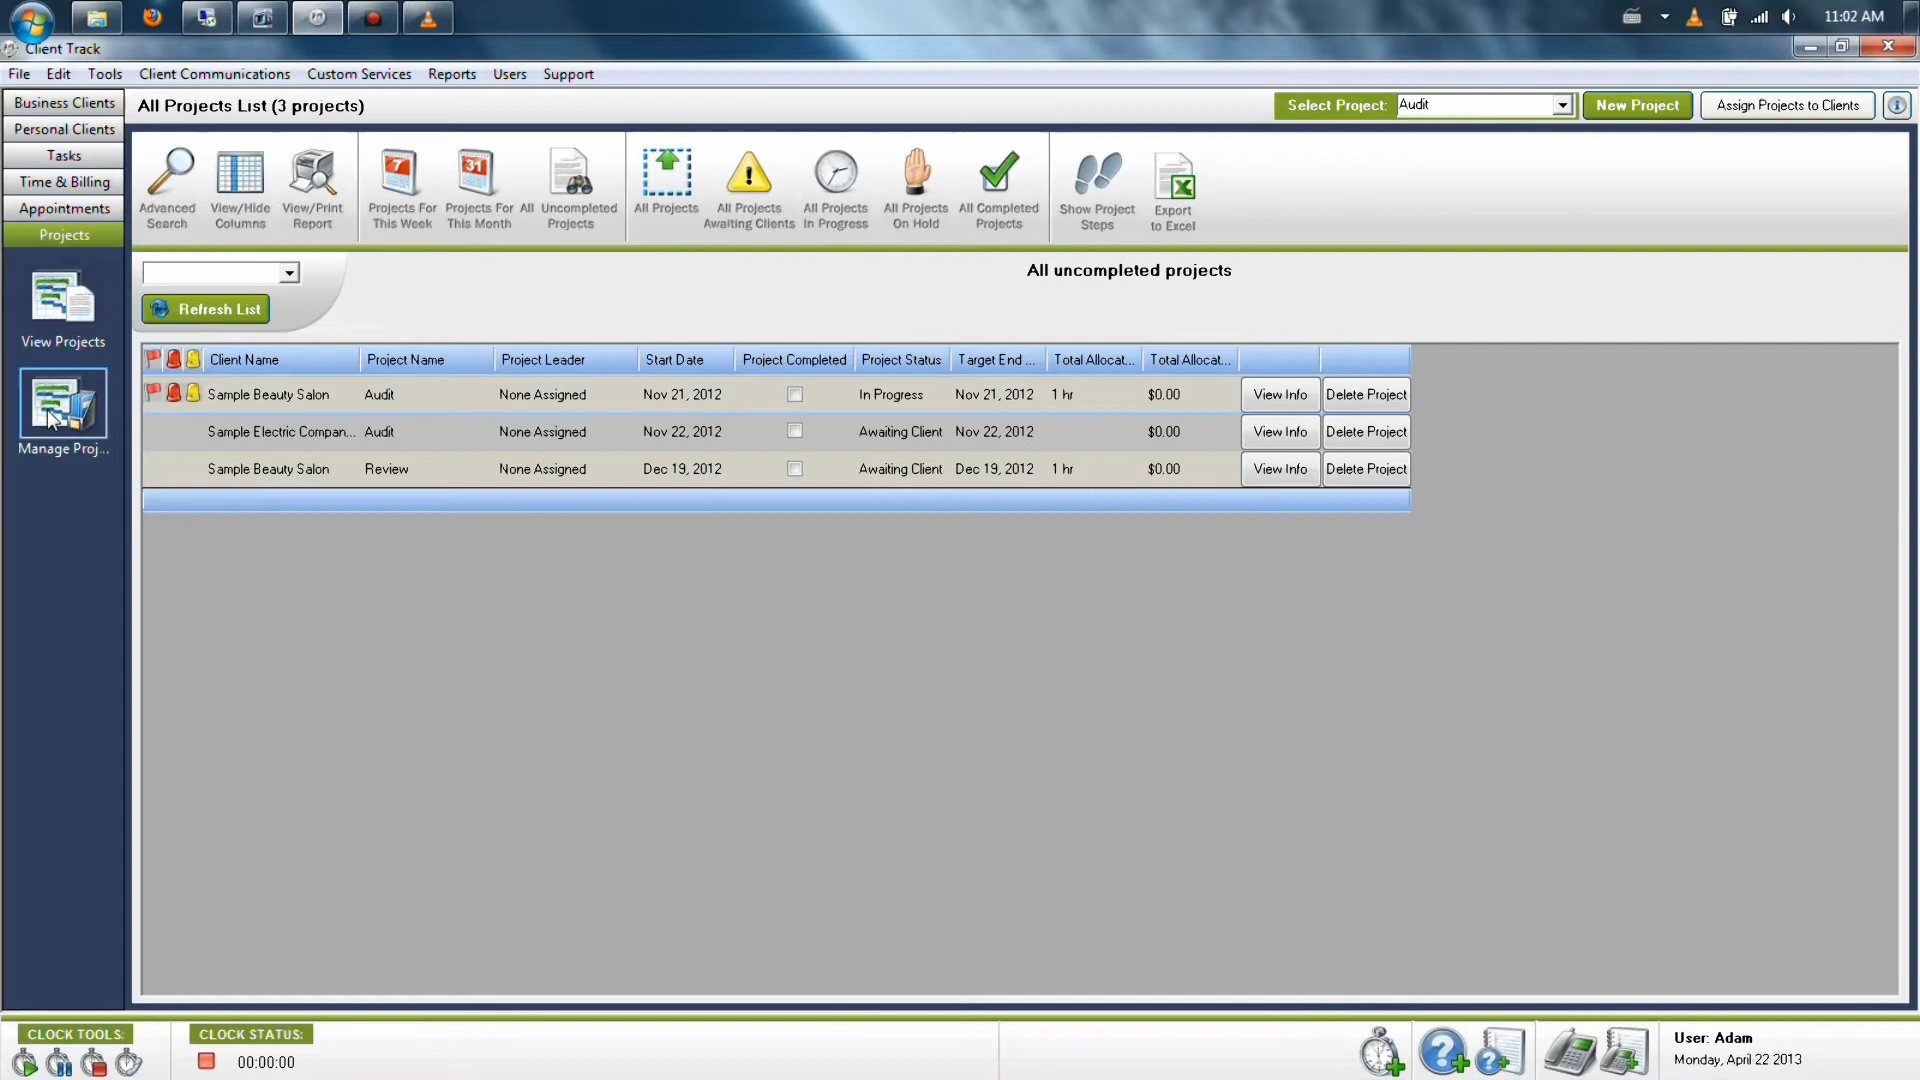 11:02 AM
Client Track
File Edit Tools Client Communications Custom Services Reports Users Support
Business Clients
Personal Clients
Tasks
Time & Billing
Appointments
Projects
View Projects
Manage Proj...
All Projects List (3 projects)
Select Project: Audit New Project Assign Projects to Clients
Advanced Search
View/Hide Columns
View/Print Report
Projects For This Week
Projects For This Month
All Uncompleted Projects
All Projects
All Projects Awaiting Clients
All Projects In Progress
All Projects On Hold
All Completed Projects
Show Project Steps
Export to Excel
All uncompleted projects
Refresh List
Client Name Project Name Project Leader Start Date Project Completed Project Status Target End ... Total Allocat... Total Allocat...
Sample Beauty Salon Audit None Assigned Nov 21, 2012 In Progress Nov 21, 2012 1 hr $0.00 View Info Delete Project
Sample Electric Compan... Audit None Assigned Nov 22, 2012 Awaiting Client Nov 22, 2012 $0.00 View Info Delete Project
Sample Beauty Salon Review None Assigned Dec 19, 2012 Awaiting Client Dec 19, 2012 1 hr $0.00 View Info Delete Project
CLOCK TOOLS:
CLOCK STATUS:
00:00:00
User: Adam
Monday, April 22 2013